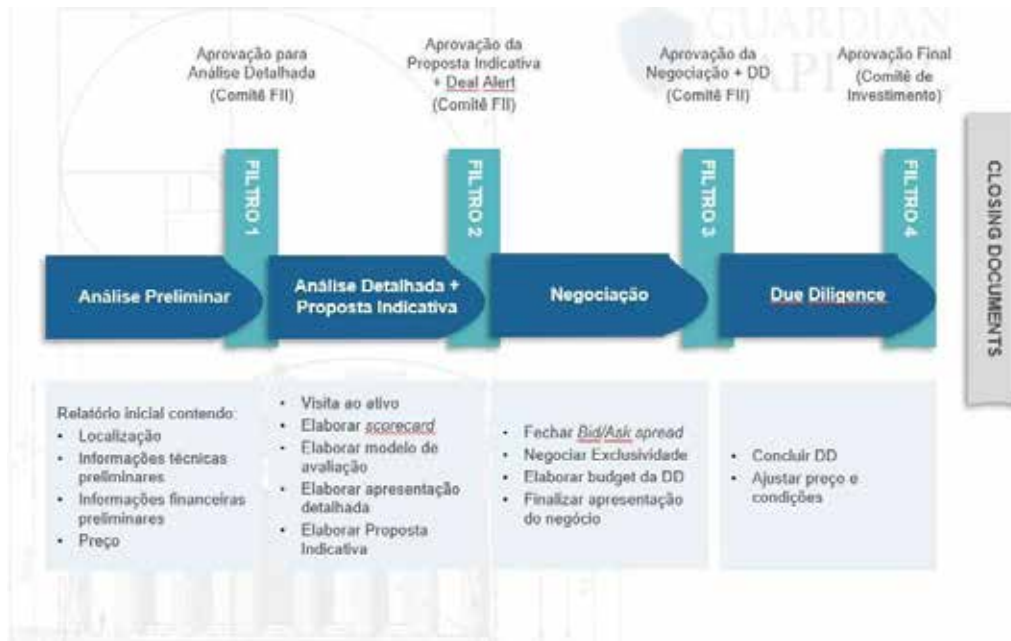 GUARDIAN
Aprovação para
Análise Detalhada
(Comitê FII)
Aprovação da
Proposta Indicativa
+ Deal Alert
(Comitê FII)
Aprovação da
Negociação + DD
(Comitê FII)
Aprovação Final
(Comitê de
Investimento)
FILTRO 1
FILTRO 2
FILTRO 3
FILTRO 4
CLOSING DOCUMENTS
Análise Preliminar
Análise Detalhada +
Proposta Indicativa
Negociação
Due Diligence
Relatório inicial contendo:
• Localização
• Informações técnicas
preliminares
• Informações financeiras
preliminares
• Preço
• Visita ao ativo
• Elaborar scorecard
• Elaborar modelo de
avaliação
• Elaborar apresentação
detalhada
• Elaborar Proposta
Indicativa
• Fechar Bid/Ask spread
• Negociar Exclusividade
• Elaborar budget da DD
• Finalizar apresentação
do negócio
• Concluir DD
• Ajustar preço e
condições